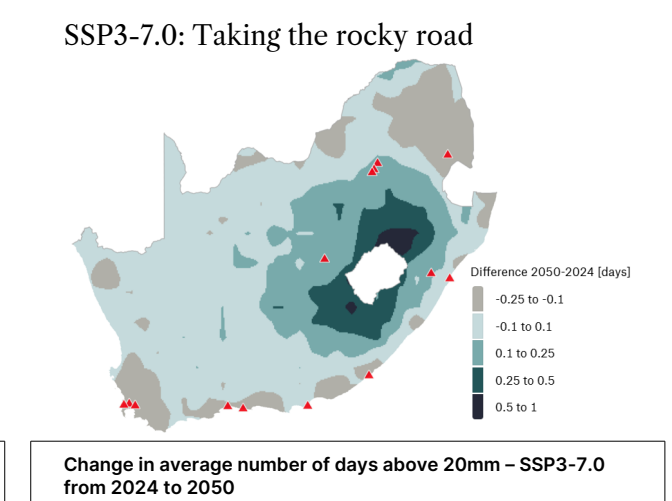 SSP3-7.0: Taking the rocky road
Difference 2050-2024 [days]
-0.25 to -0.1
-0.1 to 0.1
0.1 to 0.25
0.25 to 0.5
0.5 to 1
Change in average number of days above 20mm – SSP3-7.0
from 2024 to 2050